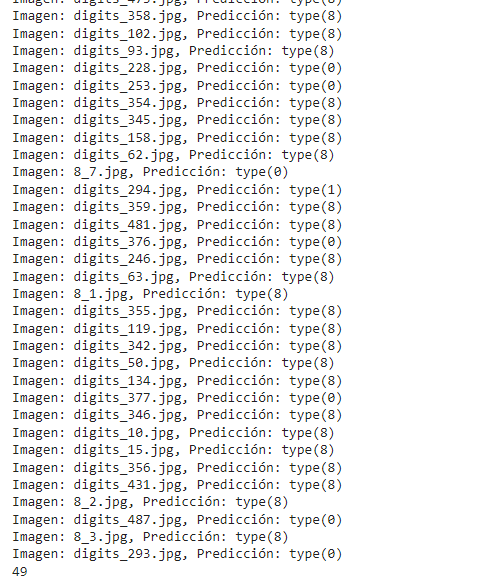 Imagen: digits_475.jpg, Predicción: type(8)
Imagen: digits_358.jpg, Predicción: type(8)
Imagen: digits_102.jpg, Predicción: type(8)
Imagen: digits_93.jpg, Predicción: type(8)
Imagen: digits_228.jpg, Predicción: type(0)
Imagen: digits_253.jpg, Predicción: type(0)
Imagen: digits_354.jpg, Predicción: type(8)
Imagen: digits_345.jpg, Predicción: type(8)
Imagen: digits_158.jpg, Predicción: type(8)
Imagen: digits_62.jpg, Predicción: type(8)
Imagen: 8_7.jpg, Predicción: type(0)
Imagen: digits_294.jpg, Predicción: type(1)
Imagen: digits_359.jpg, Predicción: type(8)
Imagen: digits_481.jpg, Predicción: type(8)
Imagen: digits_376.jpg, Predicción: type(0)
Imagen: digits_246.jpg, Predicción: type(8)
Imagen: digits_63.jpg, Predicción: type(8)
Imagen: 8_1.jpg, Predicción: type(8)
Imagen: digits_355.jpg, Predicción: type(8)
Imagen: digits_119.jpg, Predicción: type(8)
Imagen: digits_342.jpg, Predicción: type(8)
Imagen: digits_50.jpg, Predicción: type(8)
Imagen: digits_134.jpg, Predicción: type(8)
Imagen: digits_377.jpg, Predicción: type(0)
Imagen: digits_346.jpg, Predicción: type(8)
Imagen: digits_10.jpg, Predicción: type(8)
Imagen: digits_15.jpg, Predicción: type(8)
Imagen: digits_356.jpg, Predicción: type(8)
Imagen: digits_431.jpg, Predicción: type(8)
Imagen: 8_2.jpg, Predicción: type(8)
Imagen: digits_487.jpg, Predicción: type(0)
Imagen: 8_3.jpg, Predicción: type(8)
Imagen: digits_293.jpg, Predicción: type(0)
49